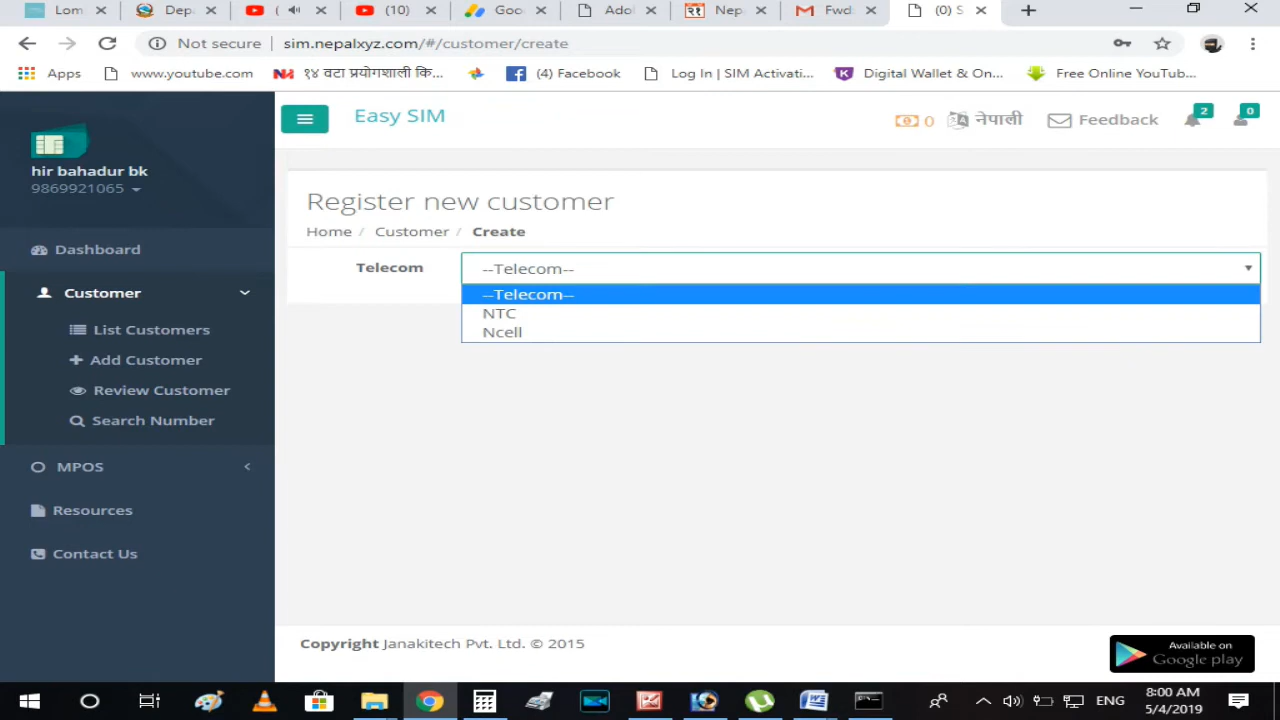 Lom
Dep
(10)
Goo
Adol
Nep
Fwd:
(0) S
Not secure
sim.nepalxyz.com/#/customer/create
Apps
www.youtube.com
१४ वटा प्रयोगशाली कि...
(4) Facebook
Log In | SIM Activati...
Digital Wallet & On...
Free Online YouTub...
hir bahadur bk
9869921065
Easy SIM
0
नेपाली
Feedback
2
0
Register new customer
Home / Customer / Create
Telecom
--Telecom--
--Telecom--
NTC
Ncell
Dashboard
Customer
List Customers
Add Customer
Review Customer
Search Number
MPOS
Resources
Contact Us
Copyright Janakitech Pvt. Ltd. © 2015
Available on
Google play
ENG
8:00 AM
5/4/2019